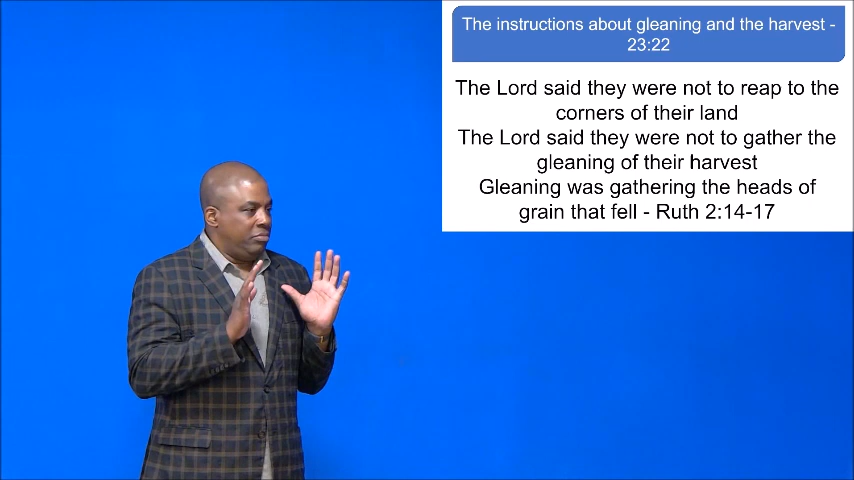 The instructions about gleaning and the harvest -
23:22
The Lord said they were not to reap to the
corners of their land
The Lord said they were not to gather the
gleaning of their harvest
Gleaning was gathering the heads of
grain that fell - Ruth 2:14-17